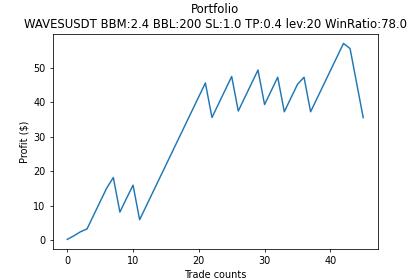 Portfolio
WAVESUSDT BBM:2.4 BBL:200 SL:1.0 TP:0.4 lev:20 WinRatio:78.0
Profit ($)
50
40
30
20
10
0
0 10 20 30 40
Trade counts